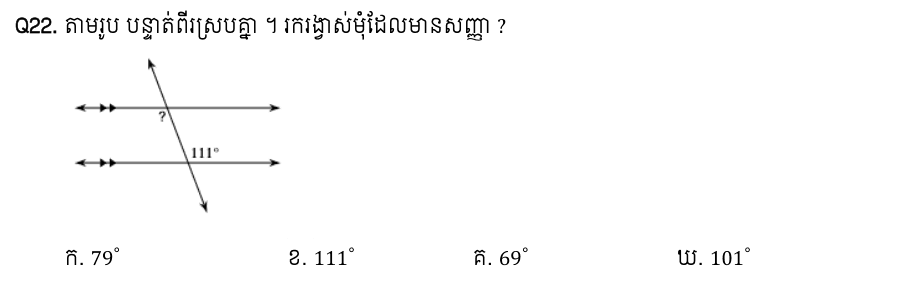 Q22. តាមរូប បន្ទាត់ពីរស្របគ្នា ។ រករង្វាស់មុំដែលមានសញ្ញា ?
?
111°
ក. 79° ខ. 111° គ. 69° ឃ. 101°